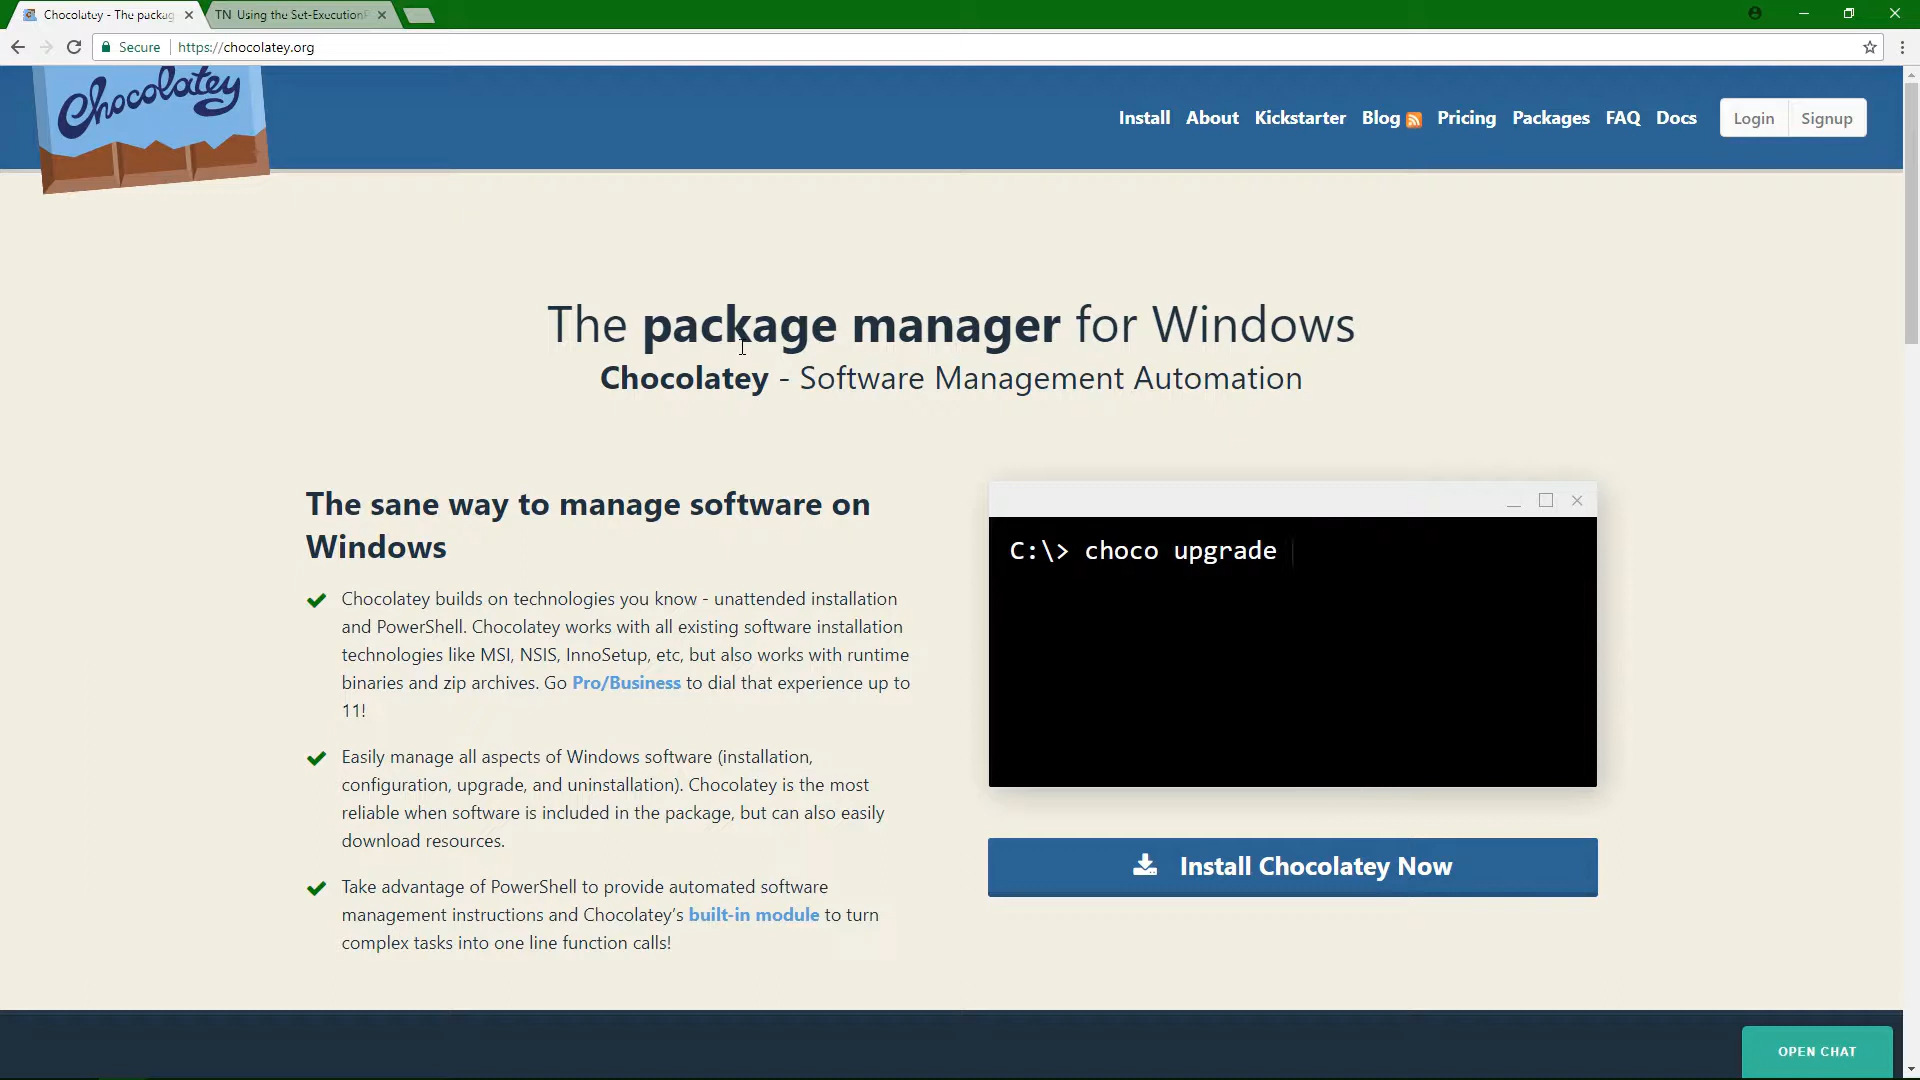 Chocolatey - The packag
TN Using the Set-Execution
Secure
https://chocolatey.org
Chocolatey
Install About Kickstarter Blog Pricing Packages FAQ Docs Login Signup
The package manager for Windows
Chocolatey - Software Management Automation
The sane way to manage software on
Windows
Chocolatey builds on technologies you know - unattended installation
and PowerShell. Chocolatey works with all existing software installation
technologies like MSI, NSIS, InnoSetup, etc, but also works with runtime
binaries and zip archives. Go Pro/Business to dial that experience up to
11!
Easily manage all aspects of Windows software (installation,
configuration, upgrade, and uninstallation). Chocolatey is the most
reliable when software is included in the package, but can also easily
download resources.
Take advantage of PowerShell to provide automated software
management instructions and Chocolatey's built-in module to turn
complex tasks into one line function calls!
C:\> choco upgrade
Install Chocolatey Now
OPEN CHAT